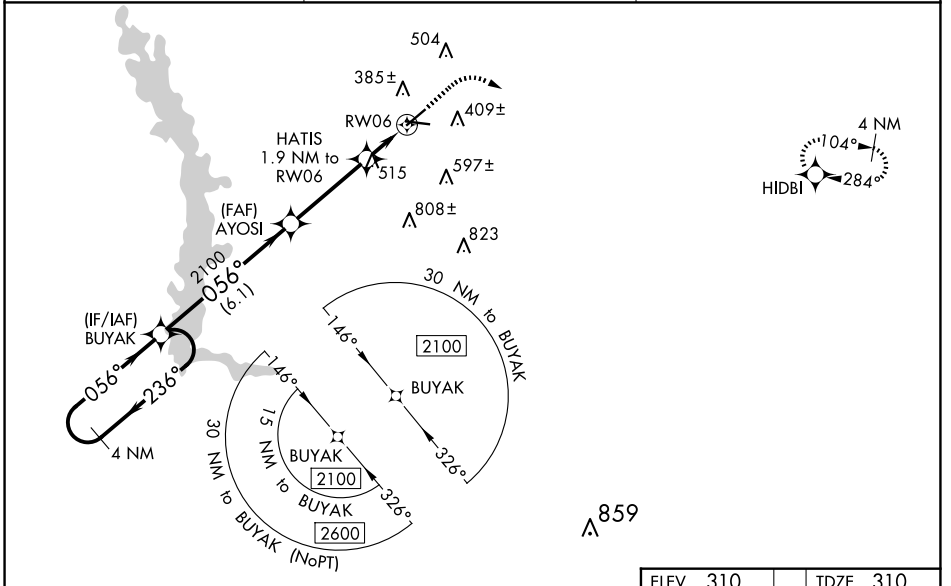 504
385±
RW06
409±
HATIS
1.9 NM to
RW06
515
597±
4 NM
104°
HIDBI
284°
(FAF)
AYOSI
808±
823
2100
056°
(6.1)
(IF/IAF)
BUYAK
056°
236°
4 NM
30 NM to BUYAK
146°
2100
BUYAK
326°
146°
30 NM to BUYAK (NoPT)
15 NM to BUYAK
BUYAK
2100
326°
2600
859
ELEV 310
TDZE 310